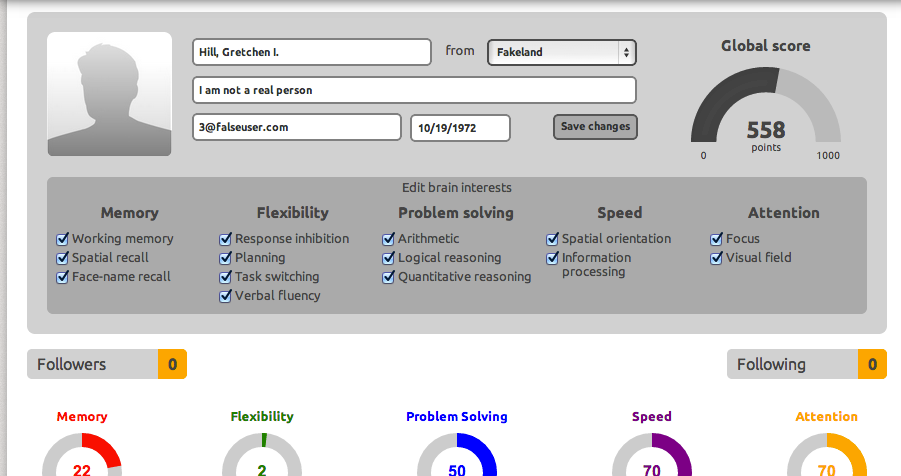 Hill, Gretchen I.
from
Fakeland
Global score
I am not a real person
3@falseuser.com
10/19/1972
Save changes
558
points
0
1000
Edit brain interests
Memory
Flexibility
Problem solving
Speed
Attention
Working memory
Response inhibition
Arithmetic
Spatial orientation
Focus
Spatial recall
Planning
Logical reasoning
Information
processing
Visual field
Face-name recall
Task switching
Quantitative reasoning
Verbal fluency
Followers
0
Following
0
Memory
Flexibility
Problem Solving
Speed
Attention
22
2
50
70
70